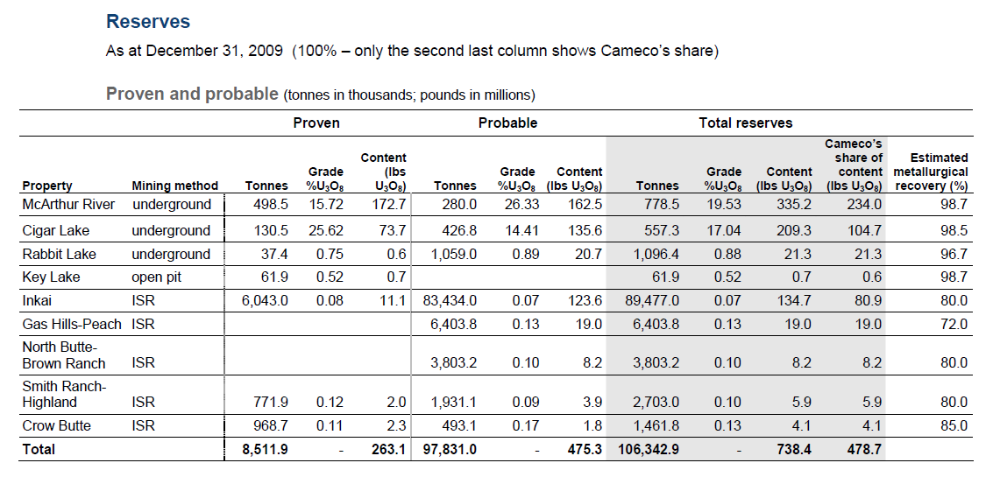 Reserves
As at December 31, 2009 (100% – only the second last column shows Cameco's share)
Proven and probable (tonnes in thousands; pounds in millions)
Proven Probable Total reserves
Property Mining method Tonnes Grade %U3O8 Content (lbs U3O8) Tonnes Grade %U3O8 Content (lbs U3O8) Tonnes Grade %U3O8 Content (lbs U3O8) Cameco's share of content (lbs U3O8) Estimated metallurgical recovery (%)
McArthur River underground 498.5 15.72 172.7 280.0 26.33 162.5 778.5 19.53 335.2 234.0 98.7
Cigar Lake underground 130.5 25.62 73.7 426.8 14.41 135.6 557.3 17.04 209.3 104.7 98.5
Rabbit Lake underground 37.4 0.75 0.6 1,059.0 0.89 20.7 1,096.4 0.88 21.3 21.3 96.7
Key Lake open pit 61.9 0.52 0.7 61.9 0.52 0.7 0.6 98.7
Inkai ISR 6,043.0 0.08 11.1 83,434.0 0.07 123.6 89,477.0 0.07 134.7 80.9 80.0
Gas Hills-Peach ISR 6,403.8 0.13 19.0 6,403.8 0.13 19.0 19.0 72.0
North Butte-
Brown Ranch ISR 3,803.2 0.10 8.2 3,803.2 0.10 8.2 8.2 80.0
Smith Ranch-
Highland ISR 771.9 0.12 2.0 1,931.1 0.09 3.9 2,703.0 0.10 5.9 5.9 80.0
Crow Butte ISR 968.7 0.11 2.3 493.1 0.17 1.8 1,461.8 0.13 4.1 4.1 85.0
Total 8,511.9 - 263.1 97,831.0 - 475.3 106,342.9 - 738.4 478.7